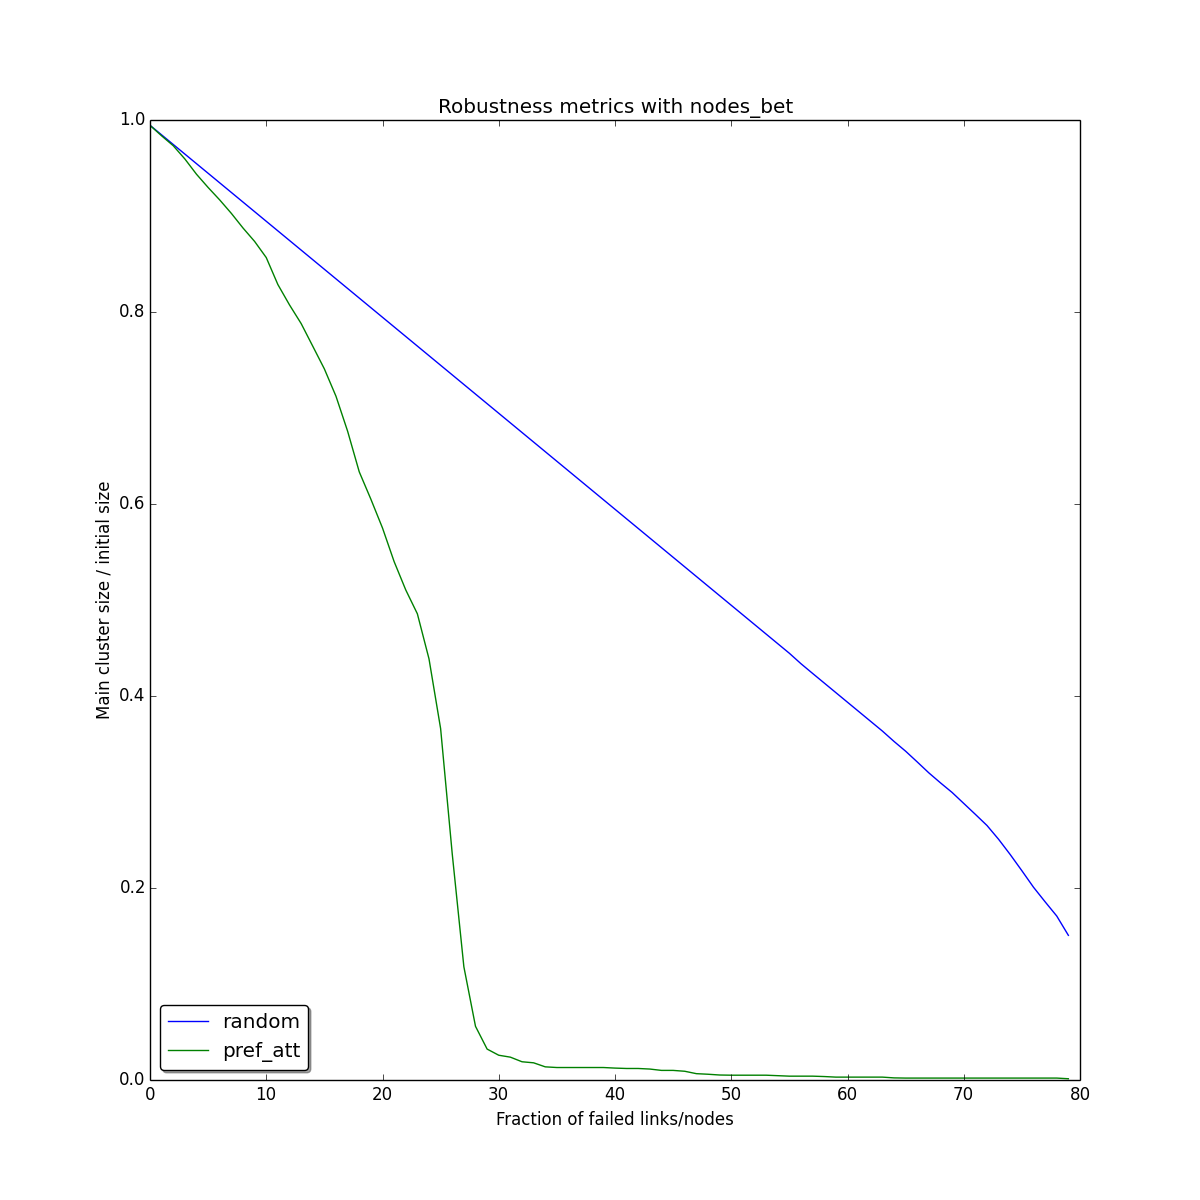 Robustness metrics with nodes_bet
1.0
0.8
0.6
0.4
0.2
0.0
Main cluster size / initial size
random
pref_att
0 10 20 30 40 50 60 70 80
Fraction of failed links/nodes